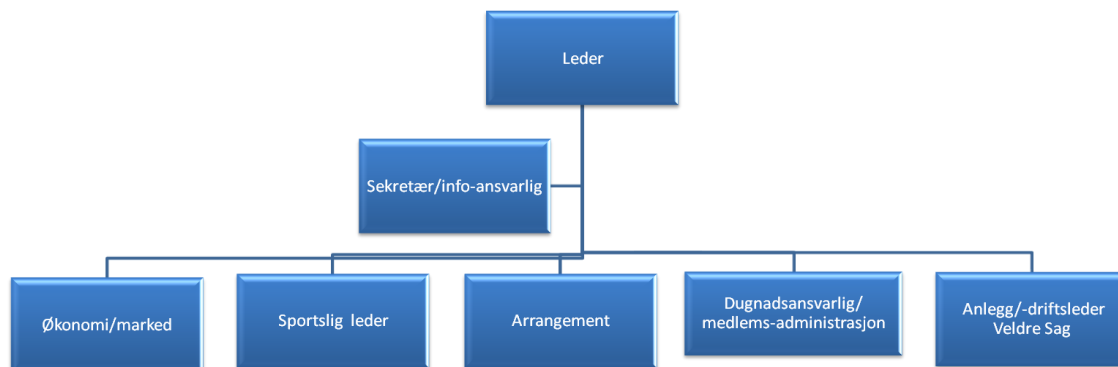 Leder
Sekretær/info-ansvarlig
Økonomi/marked
Sportslig leder
Arrangement
Dugnadsansvarlig/
medlems-administrasjon
Anlegg/-driftsleder
Veldre Sag